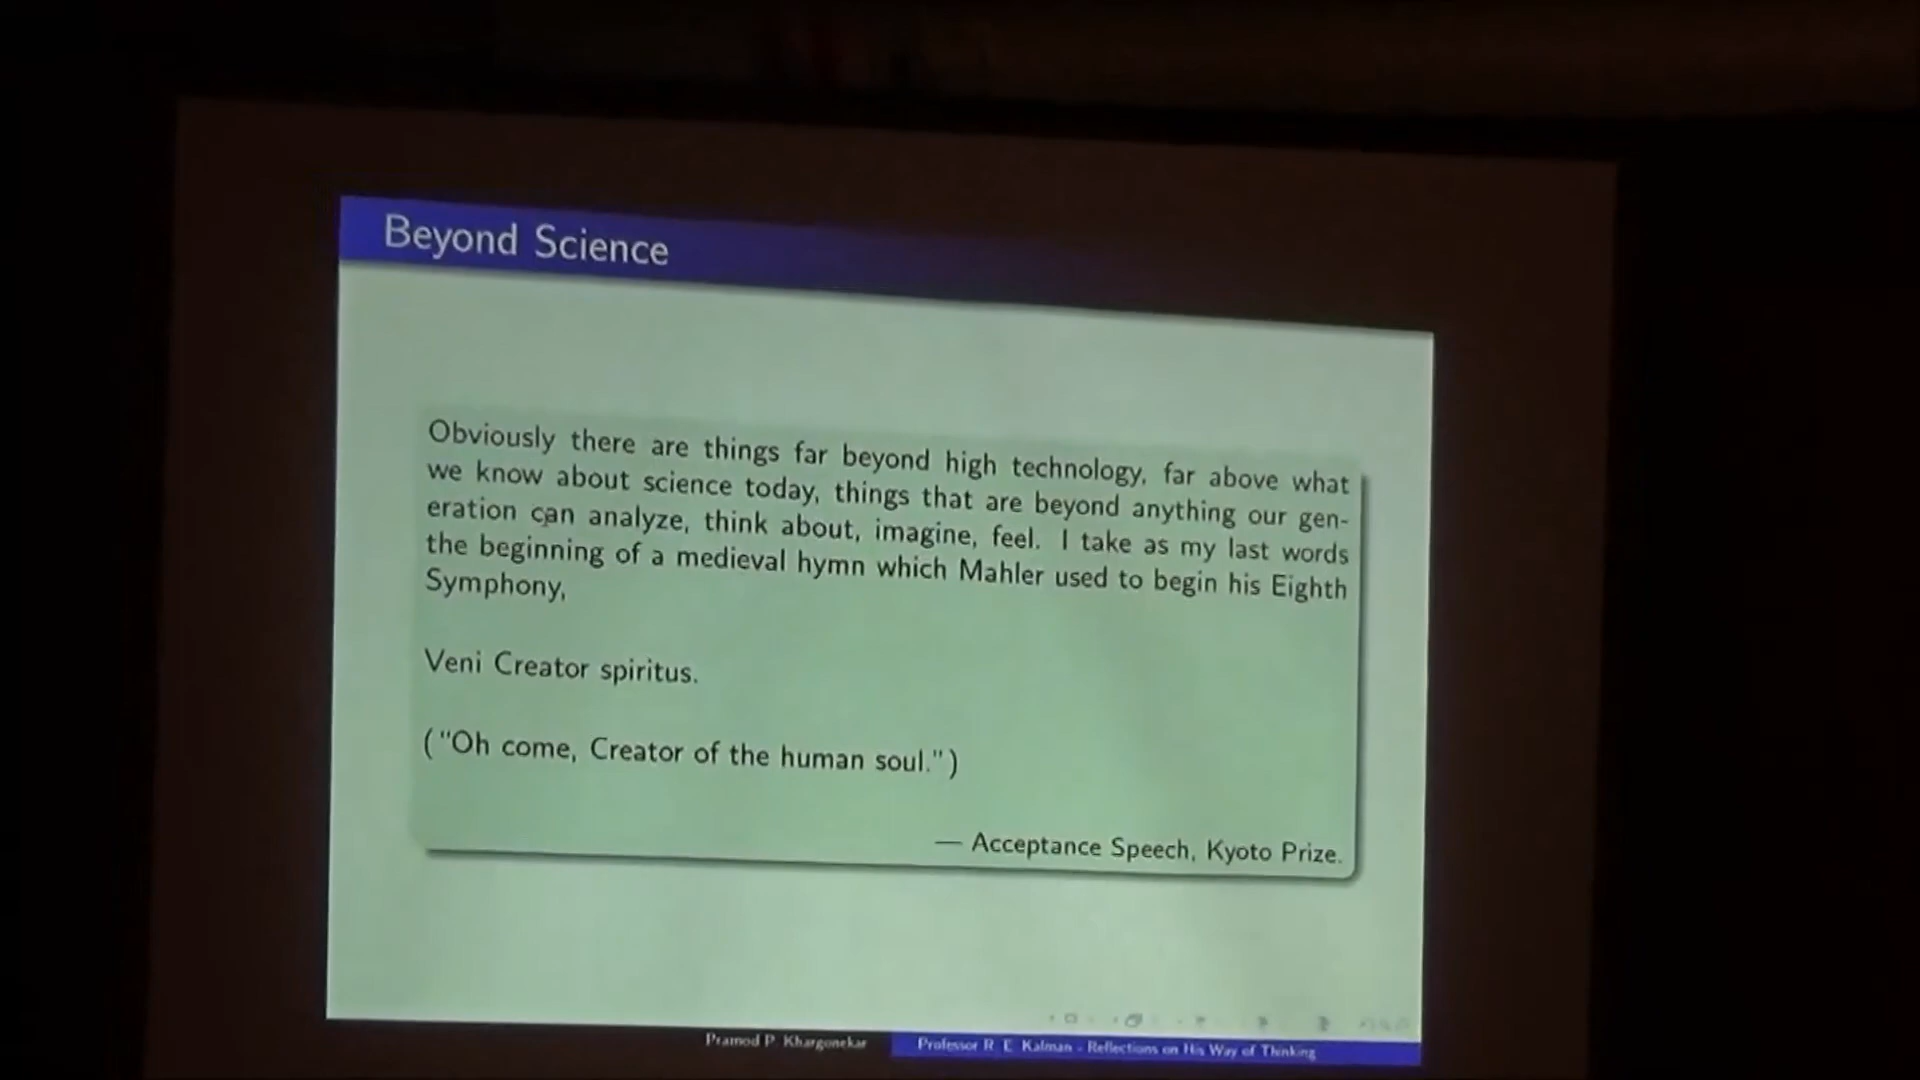 Beyond Science
Obviously there are things far beyond high technology, far above what
we know about science today, things that are beyond anything our gen-
eration can analyze, think about, imagine, feel. I take as my last words
the beginning of a medieval hymn which Mahler used to begin his Eighth
Symphony,
Veni Creator spiritus.
("Oh come, Creator of the human soul.")
— Acceptance Speech, Kyoto Prize.
Pramod P. Khargonekar
Professor R. E. Kalman - Reflections on His Way of Thinking